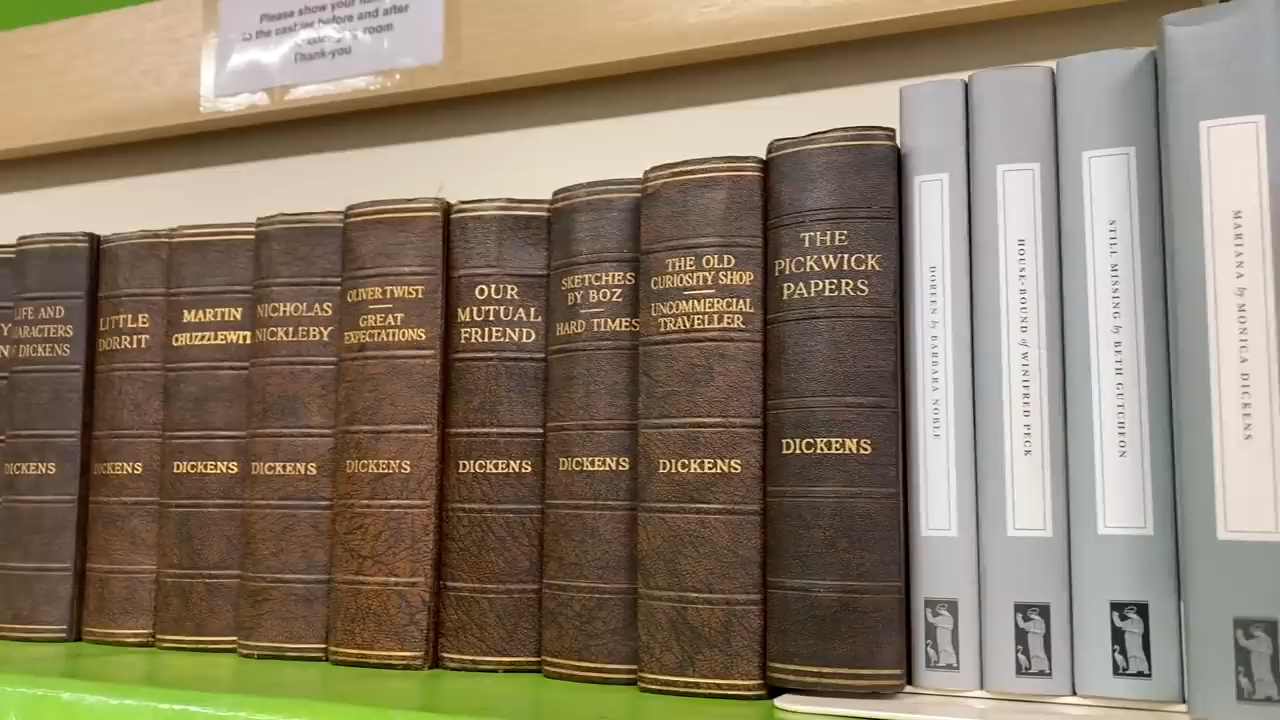 Please show your
to the cashier before and after
room
Thank-you
LIFE AND
CHARACTERS
OF DICKENS
DICKENS
LITTLE
DORRIT
DICKENS
MARTIN
CHUZZLEWIT
DICKENS
NICHOLAS
NICKLEBY
DICKENS
OLIVER TWIST
GREAT
EXPECTATIONS
DICKENS
OUR
MUTUAL
FRIEND
DICKENS
SKETCHES
BY BOZ
HARD TIMES
DICKENS
THE OLD
CURIOSITY SHOP
UNCOMMERCIAL
TRAVELLER
DICKENS
THE
PICKWICK
PAPERS
DICKENS
DOREEN by BARBARA NOBLE
HOUSE-BOUND of WINIFRED PECK
STILL MISSING by BETH GUTCHEON
MARIANA by MONICA DICKENS